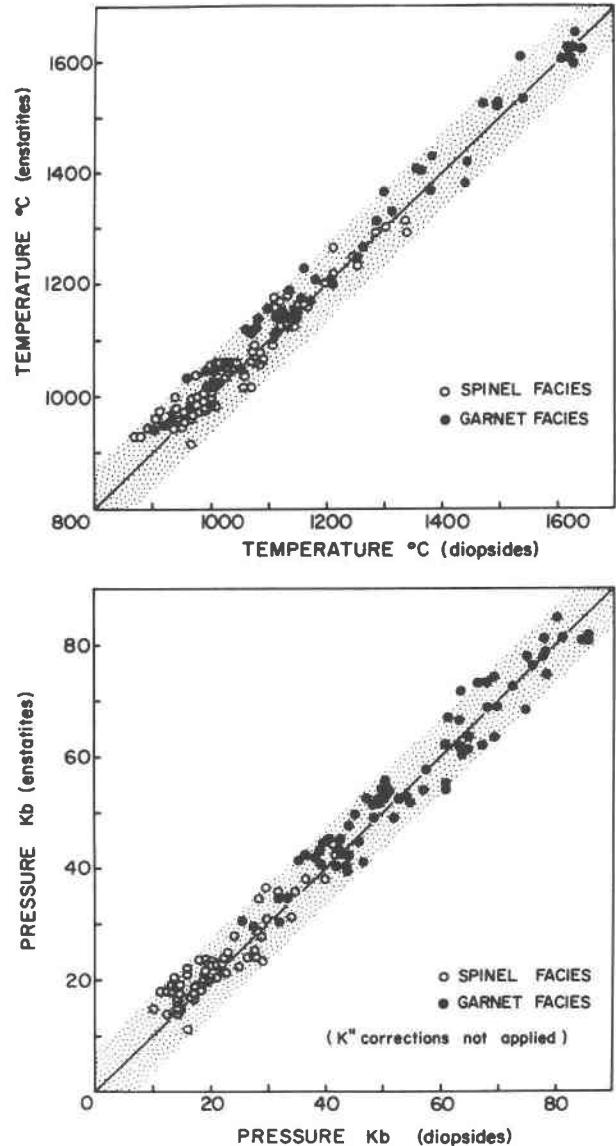 1600
1400
1200
1000
800
TEMPERATURE °C (enstatites)
○ SPINEL FACIES
● GARNET FACIES
1000 1200 1400 1600
TEMPERATURE °C (diopsides)
80
60
40
20
0
PRESSURE Kb (enstatites)
○ SPINEL FACIES
● GARNET FACIES
( K" corrections not applied )
0 20 40 60 80
PRESSURE Kb (diopsides)